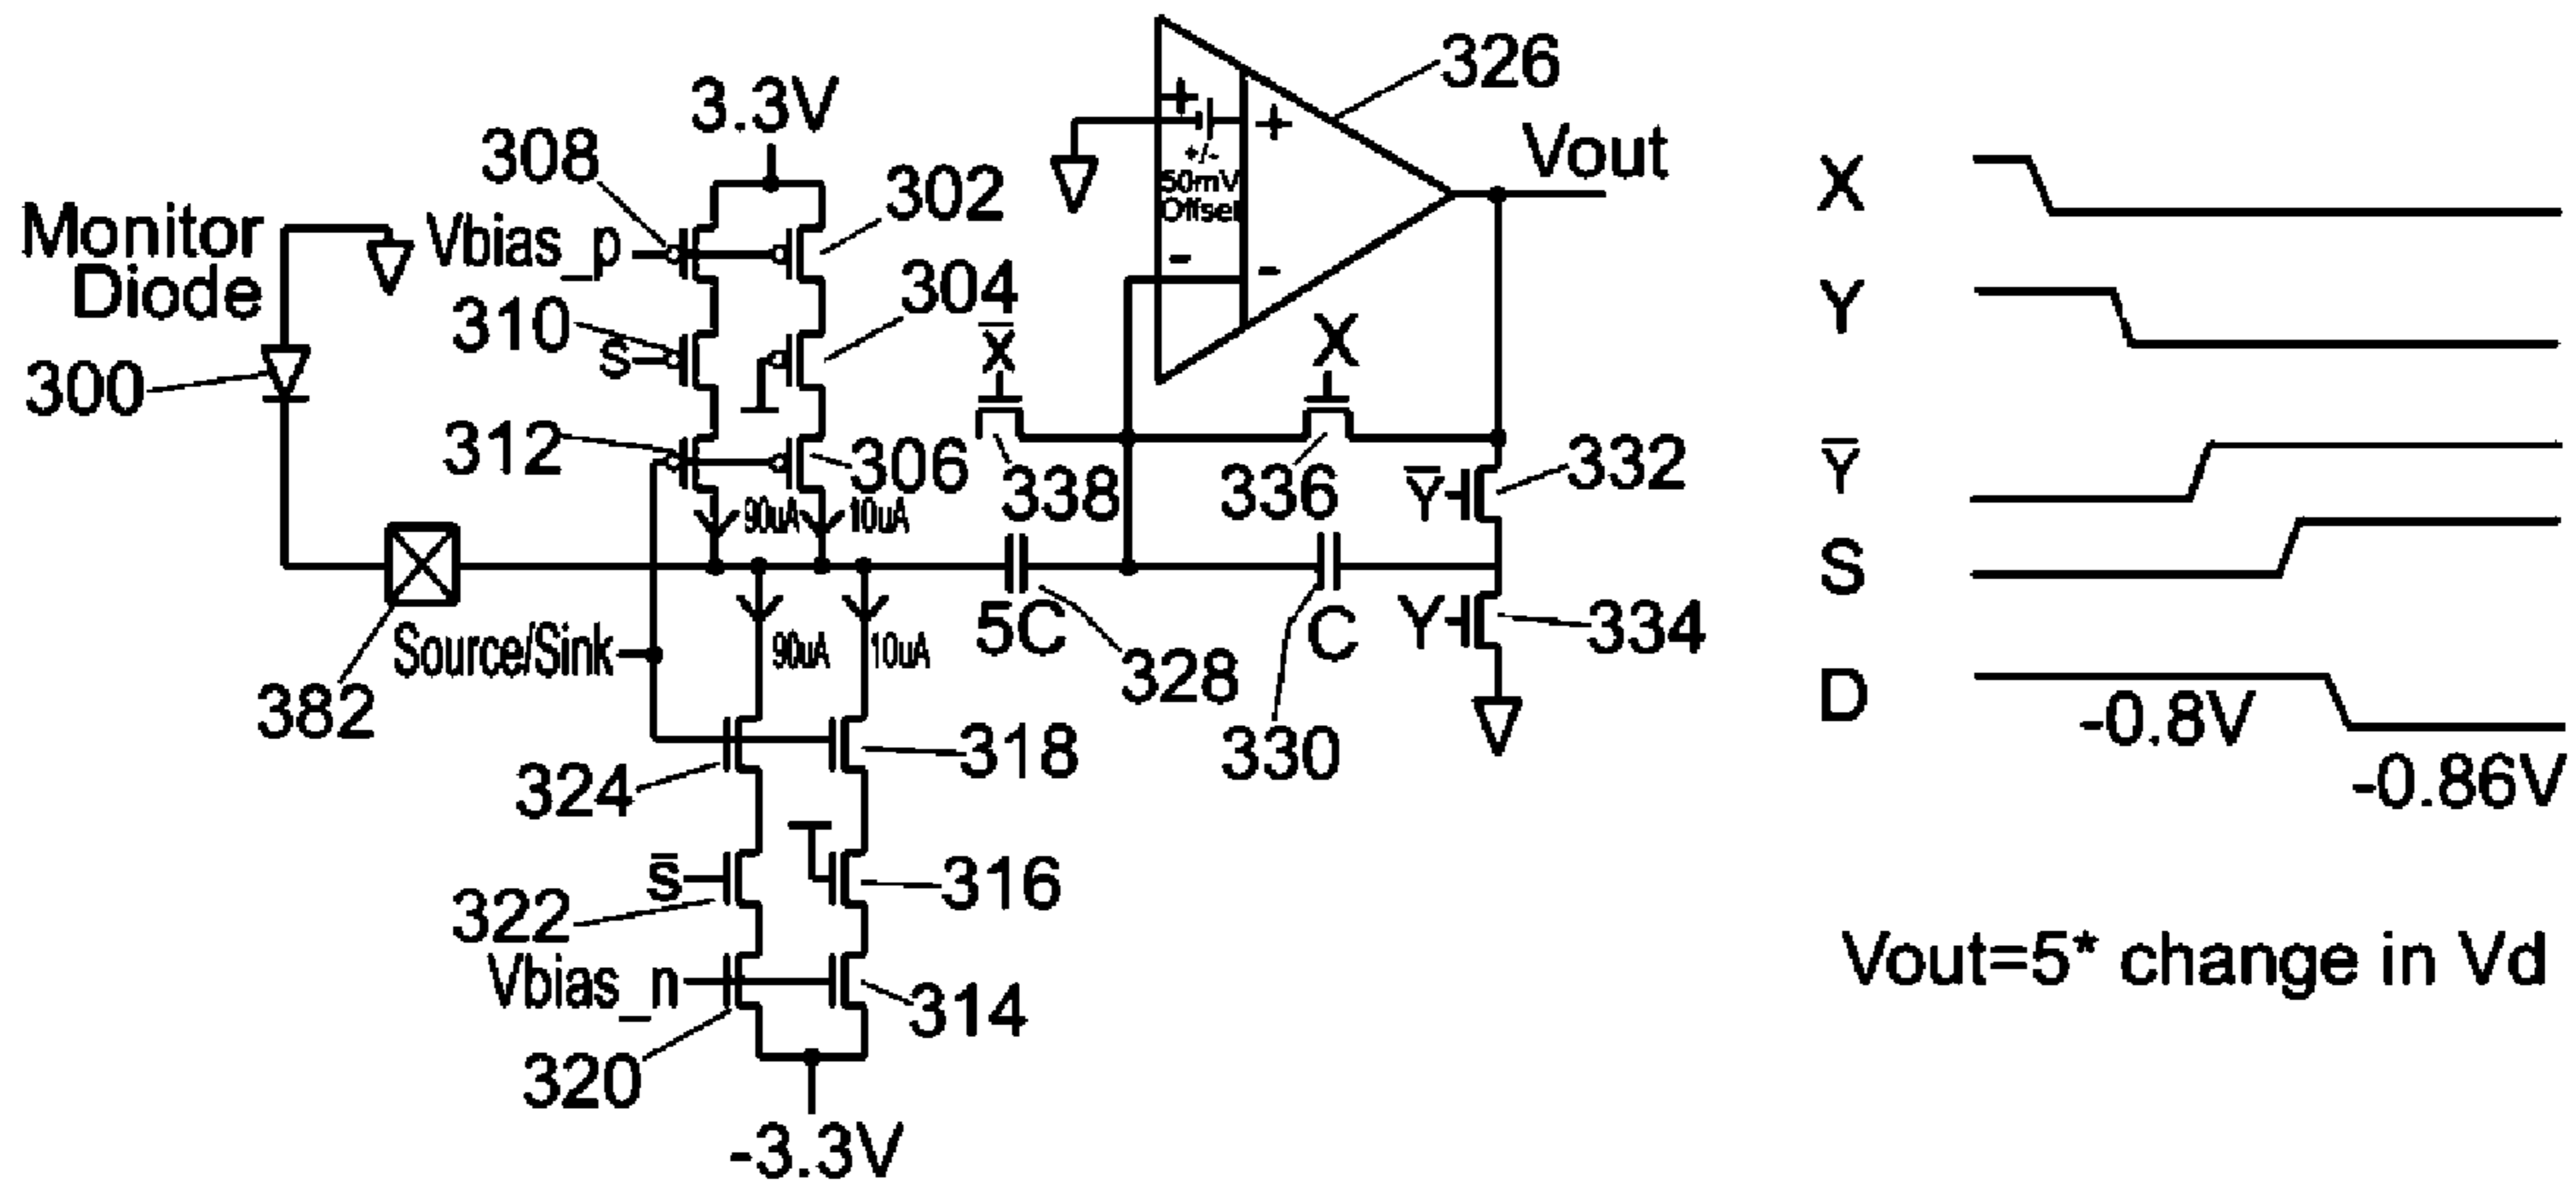 326
3.3V
308
302
Vout
X
Monitor
Diode
Vbias_p
+
+
+/-
50mV
Offset
-
-
304
310
S
X̅
X
Y
300
312
306
338
336
Y̅
332
Y̅
90uA
10uA
S
Source/Sink
90uA
10uA
5C
328
C
Y
334
382
330
D
-0.8V
-0.86V
324
318
S̅
322
316
Vbias_n
314
320
-3.3V
Vout=5* change in Vd